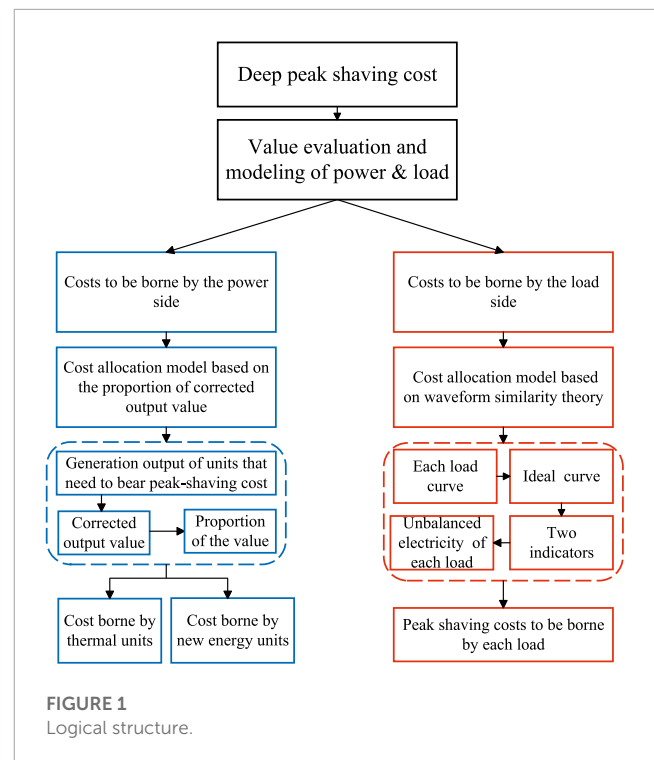 Deep peak shaving cost
Value evaluation and
modeling of power & load
Costs to be borne by the power
side
Cost allocation model based on
the proportion of corrected
output value
Generation output of units that
need to bear peak-shaving cost
Corrected
output value
Proportion
of the value
Cost borne by
thermal units
Cost borne by
new energy units
Costs to be borne by the load
side
Cost allocation model based
on waveform similarity theory
Each load
curve
Ideal curve
Unbalanced
electricity of
each load
Two
indicators
Peak shaving costs to be borne
by each load
FIGURE 1
Logical structure.